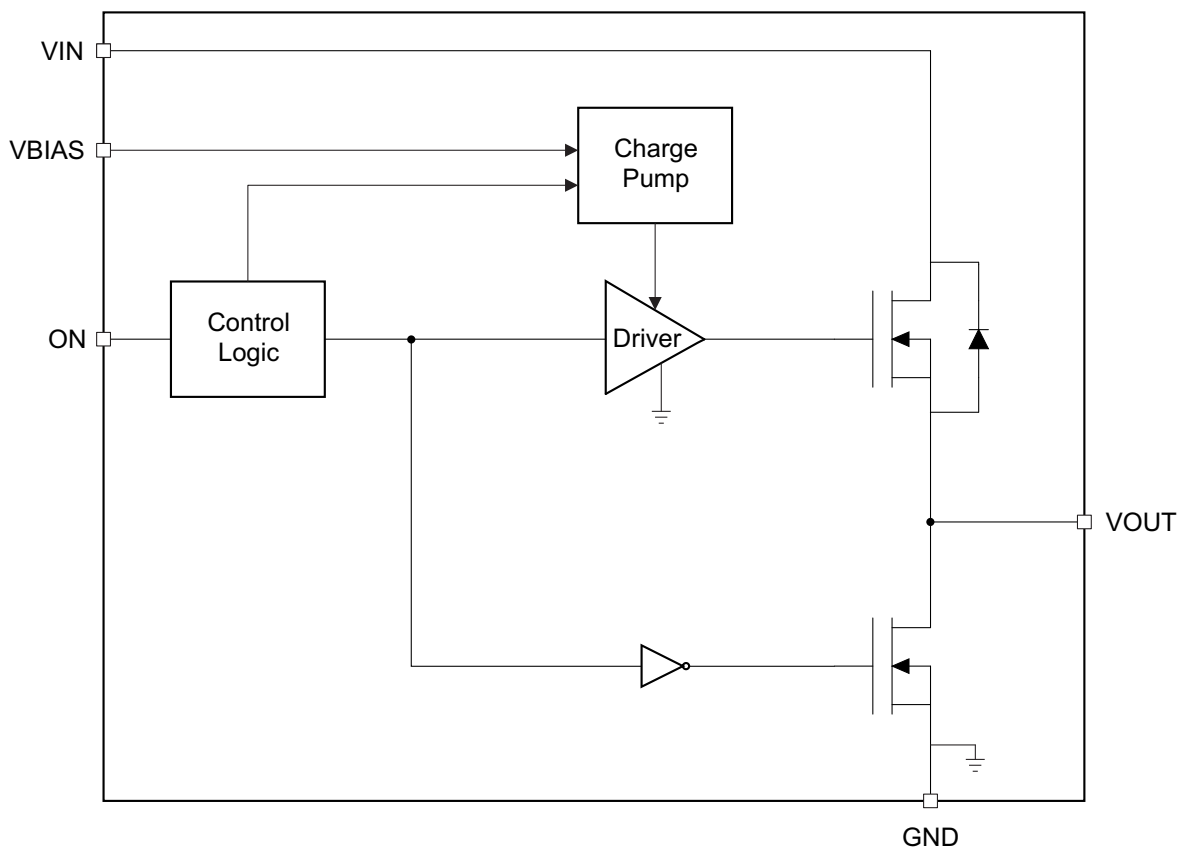 VIN
VBIAS
Charge
Pump
ON
Control
Logic
Driver
VOUT
GND